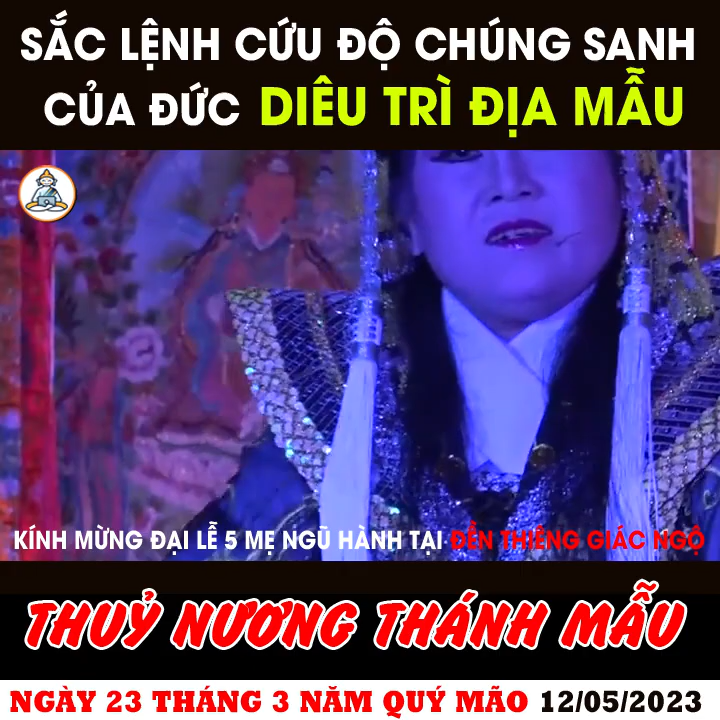 SẮC LỆNH CỨU ĐỘ CHÚNG SANH
CỦA ĐỨC DIÊU TRÌ ĐỊA MẪU
KÍNH MỪNG ĐẠI LỄ 5 MẸ NGŨ HÀNH TẠI ĐỀN THIÊNG GIÁC NGỘ
THUỶ NƯƠNG THÁNH MẪU
NGÀY 23 THÁNG 3 NĂM QUÝ MÃO 12/05/2023